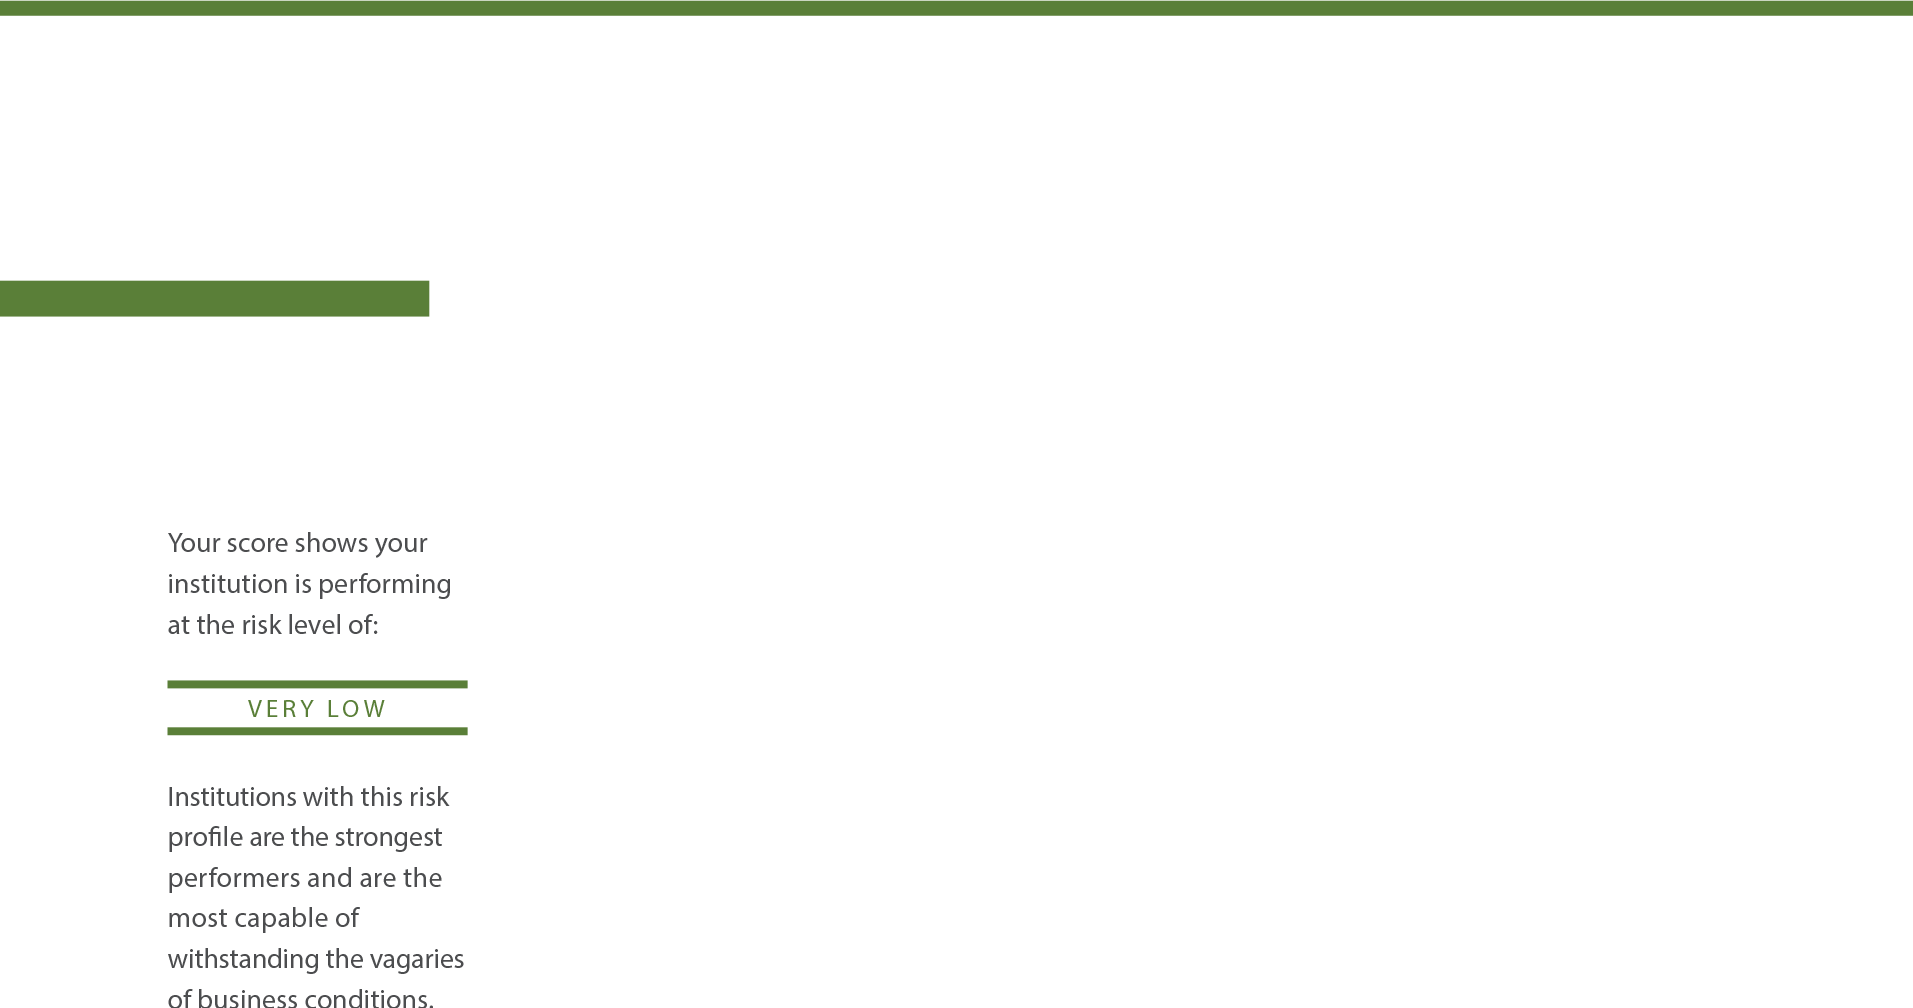 Your score shows your
institution is performing
at the risk level of:
VERY LOW
Institutions with this risk
profile are the strongest
performers and are the
most capable of
withstanding the vagaries
of business conditions.